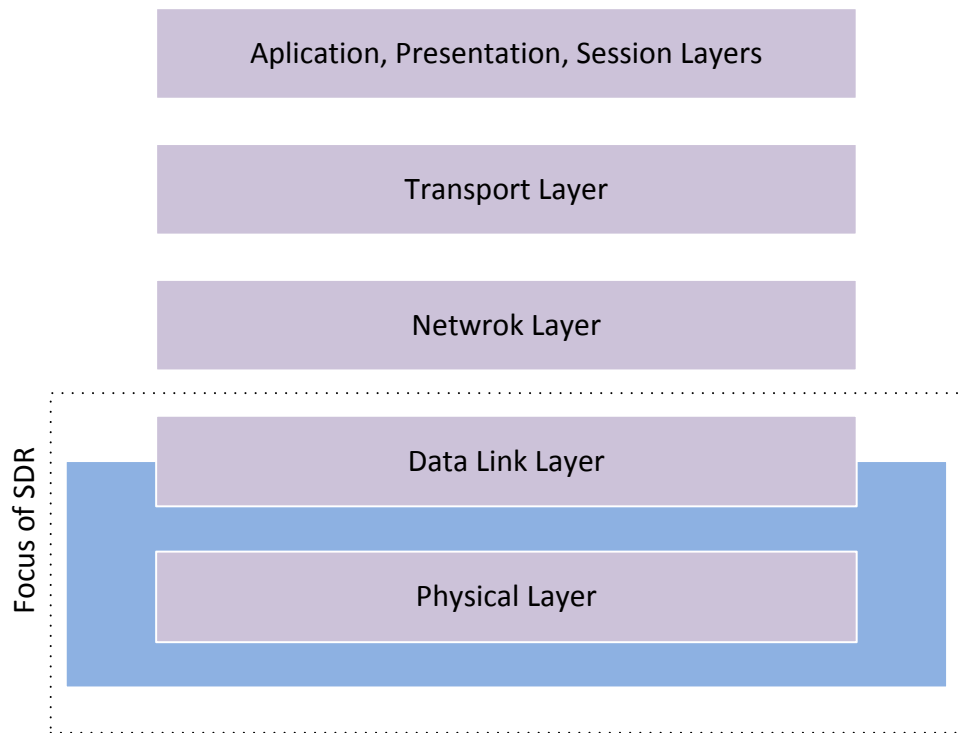 Aplication, Presentation, Session Layers
Transport Layer
Netwrok Layer
Data Link Layer
Focus of SDR
Physical Layer